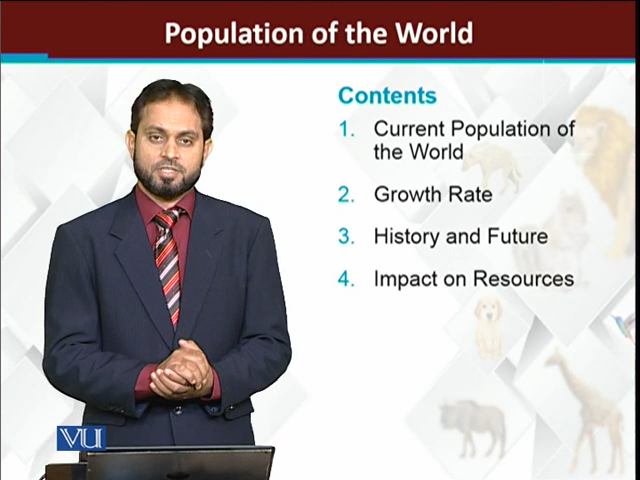 Population of the World
Contents
1. Current Population of
the World
2. Growth Rate
3. History and Future
4. Impact on Resources
VU